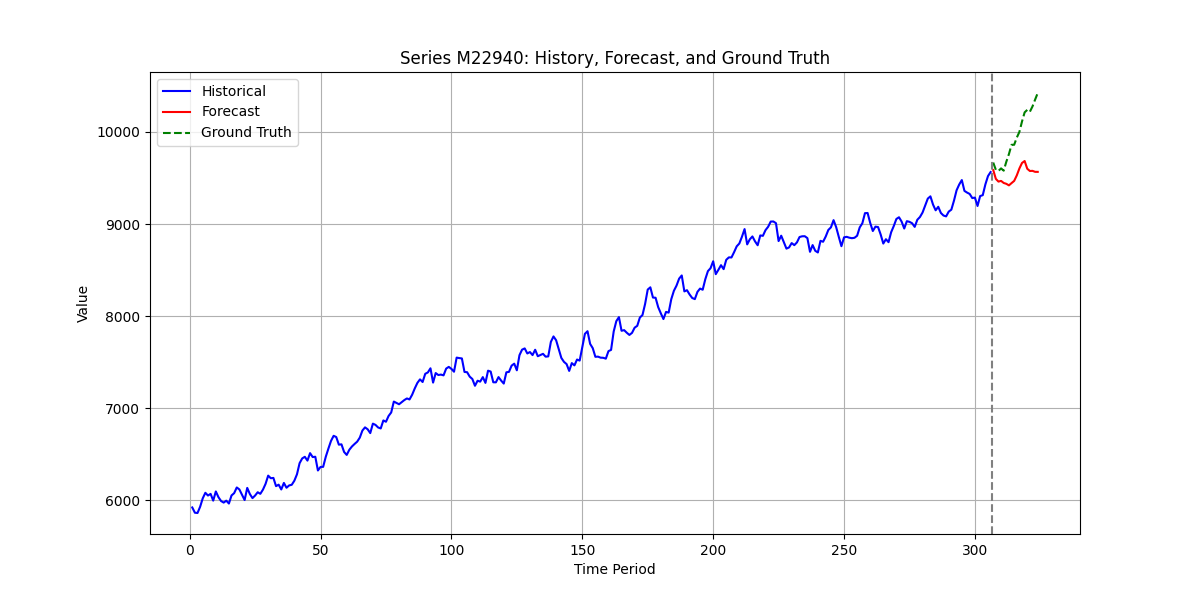 Series M22940: History, Forecast, and Ground Truth
Historical
Forecast
Ground Truth
10000
9000
8000
7000
6000
Value
0 50 100 150 200 250 300
Time Period